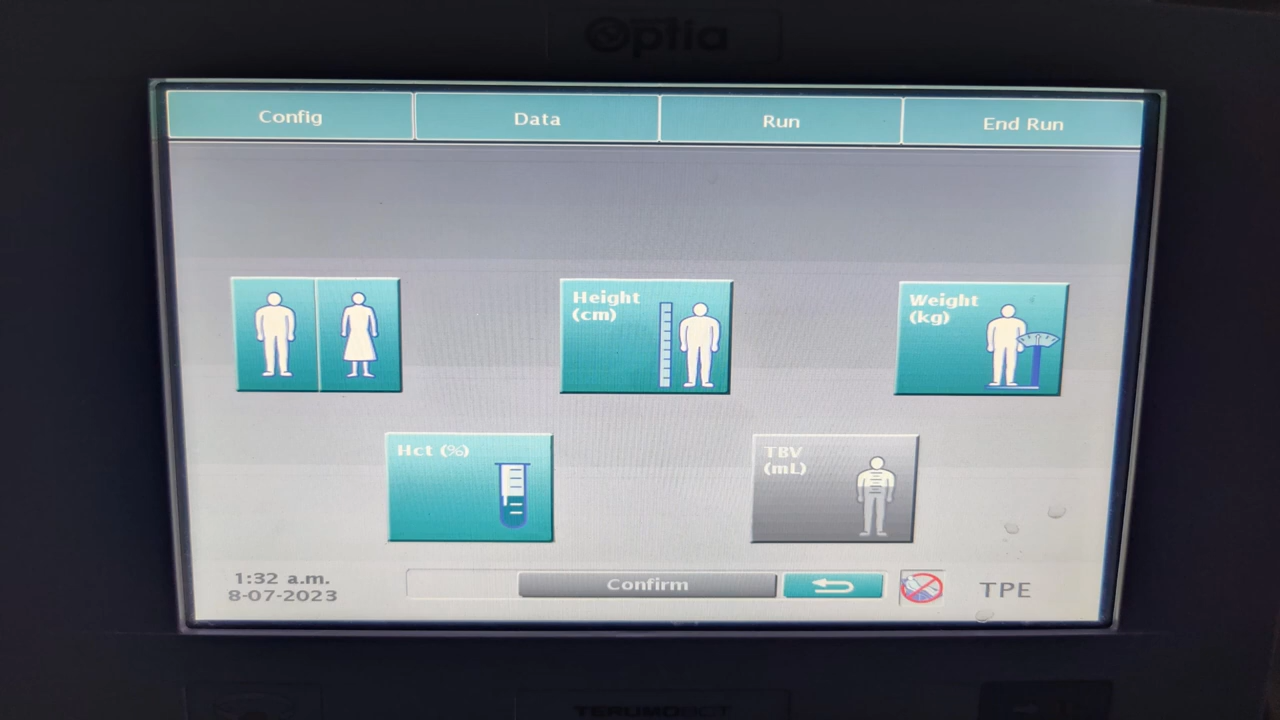 Optia
Config
Data
Run
End Run
Height
(cm)
Weight
(kg)
Hct (%)
TBV
(mL)
1:32 a.m.
8-07-2023
Confirm
TPE
TERUMOBCT